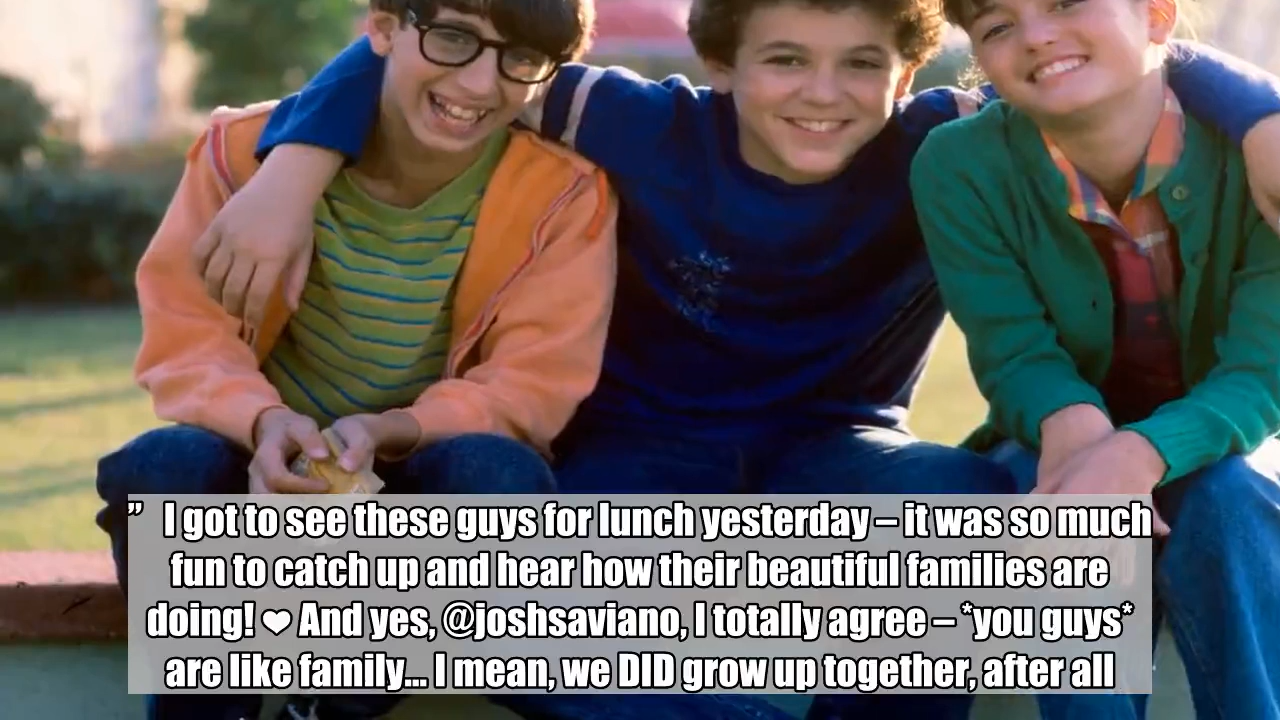 ” I got to see these guys for lunch yesterday – it was so much
fun to catch up and hear how their beautiful families are
doing! ❤ And yes, @joshsaviano, I totally agree – *you guys*
are like family... I mean, we DID grow up together, after all